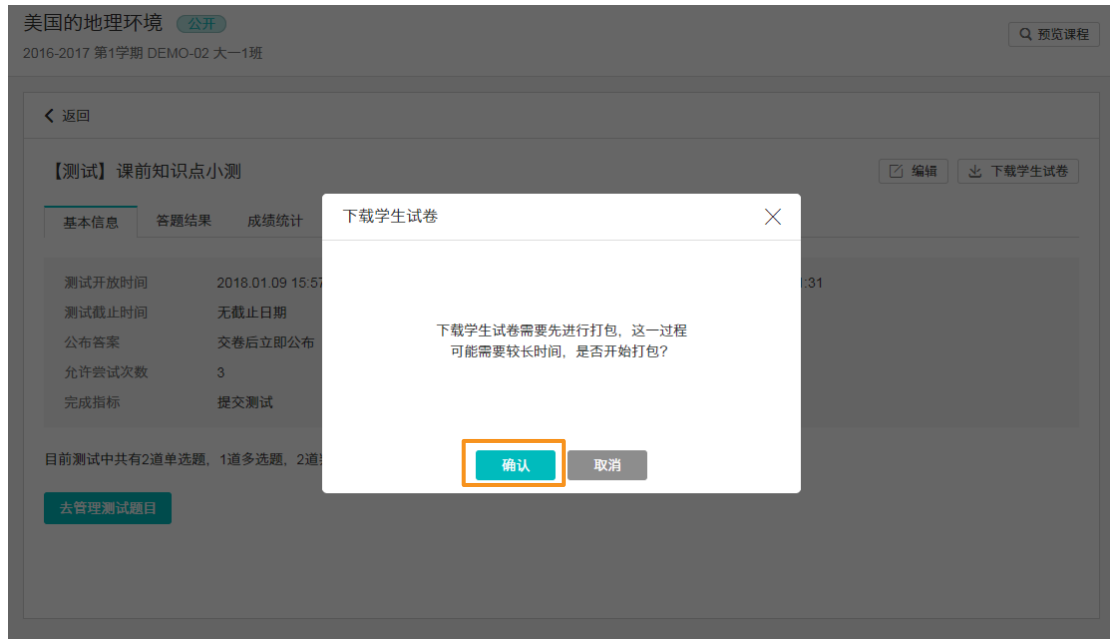 美国的地理环境 公开
预览课程
2016-2017 第1学期 DEMO-02 大一1班
返回
【测试】课前知识点小测
编辑
下载学生试卷
基本信息 答题结果 成绩统计
下载学生试卷
测试开放时间 2018.01.09 15:57
:31
测试截止时间 无截止日期
公布答案 交卷后立即公布
允许尝试次数 3
完成指标 提交测试
下载学生试卷需要先进行打包，这一过程
可能需要较长时间，是否开始打包？
目前测试中共有2道单选题，1道多选题，2道
确认 取消
去管理测试题目